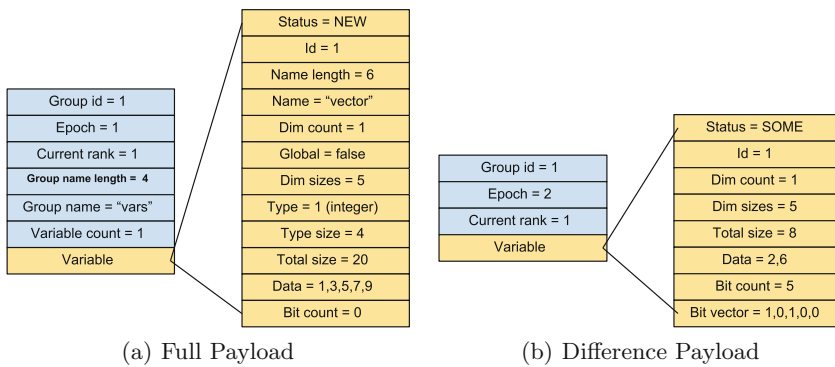 Group id = 1
Epoch = 1
Current rank = 1
Group name length = 4
Group name = “vars”
Variable count = 1
Variable
Status = NEW
Id = 1
Name length = 6
Name = “vector”
Dim count = 1
Global = false
Dim sizes = 5
Type = 1 (integer)
Type size = 4
Total size = 20
Data = 1,3,5,7,9
Bit count = 0
(a) Full Payload
Group id = 1
Epoch = 2
Current rank = 1
Variable
Status = SOME
Id = 1
Dim count = 1
Dim sizes = 5
Total size = 8
Data = 2,6
Bit count = 5
Bit vector = 1,0,1,0,0
(b) Difference Payload